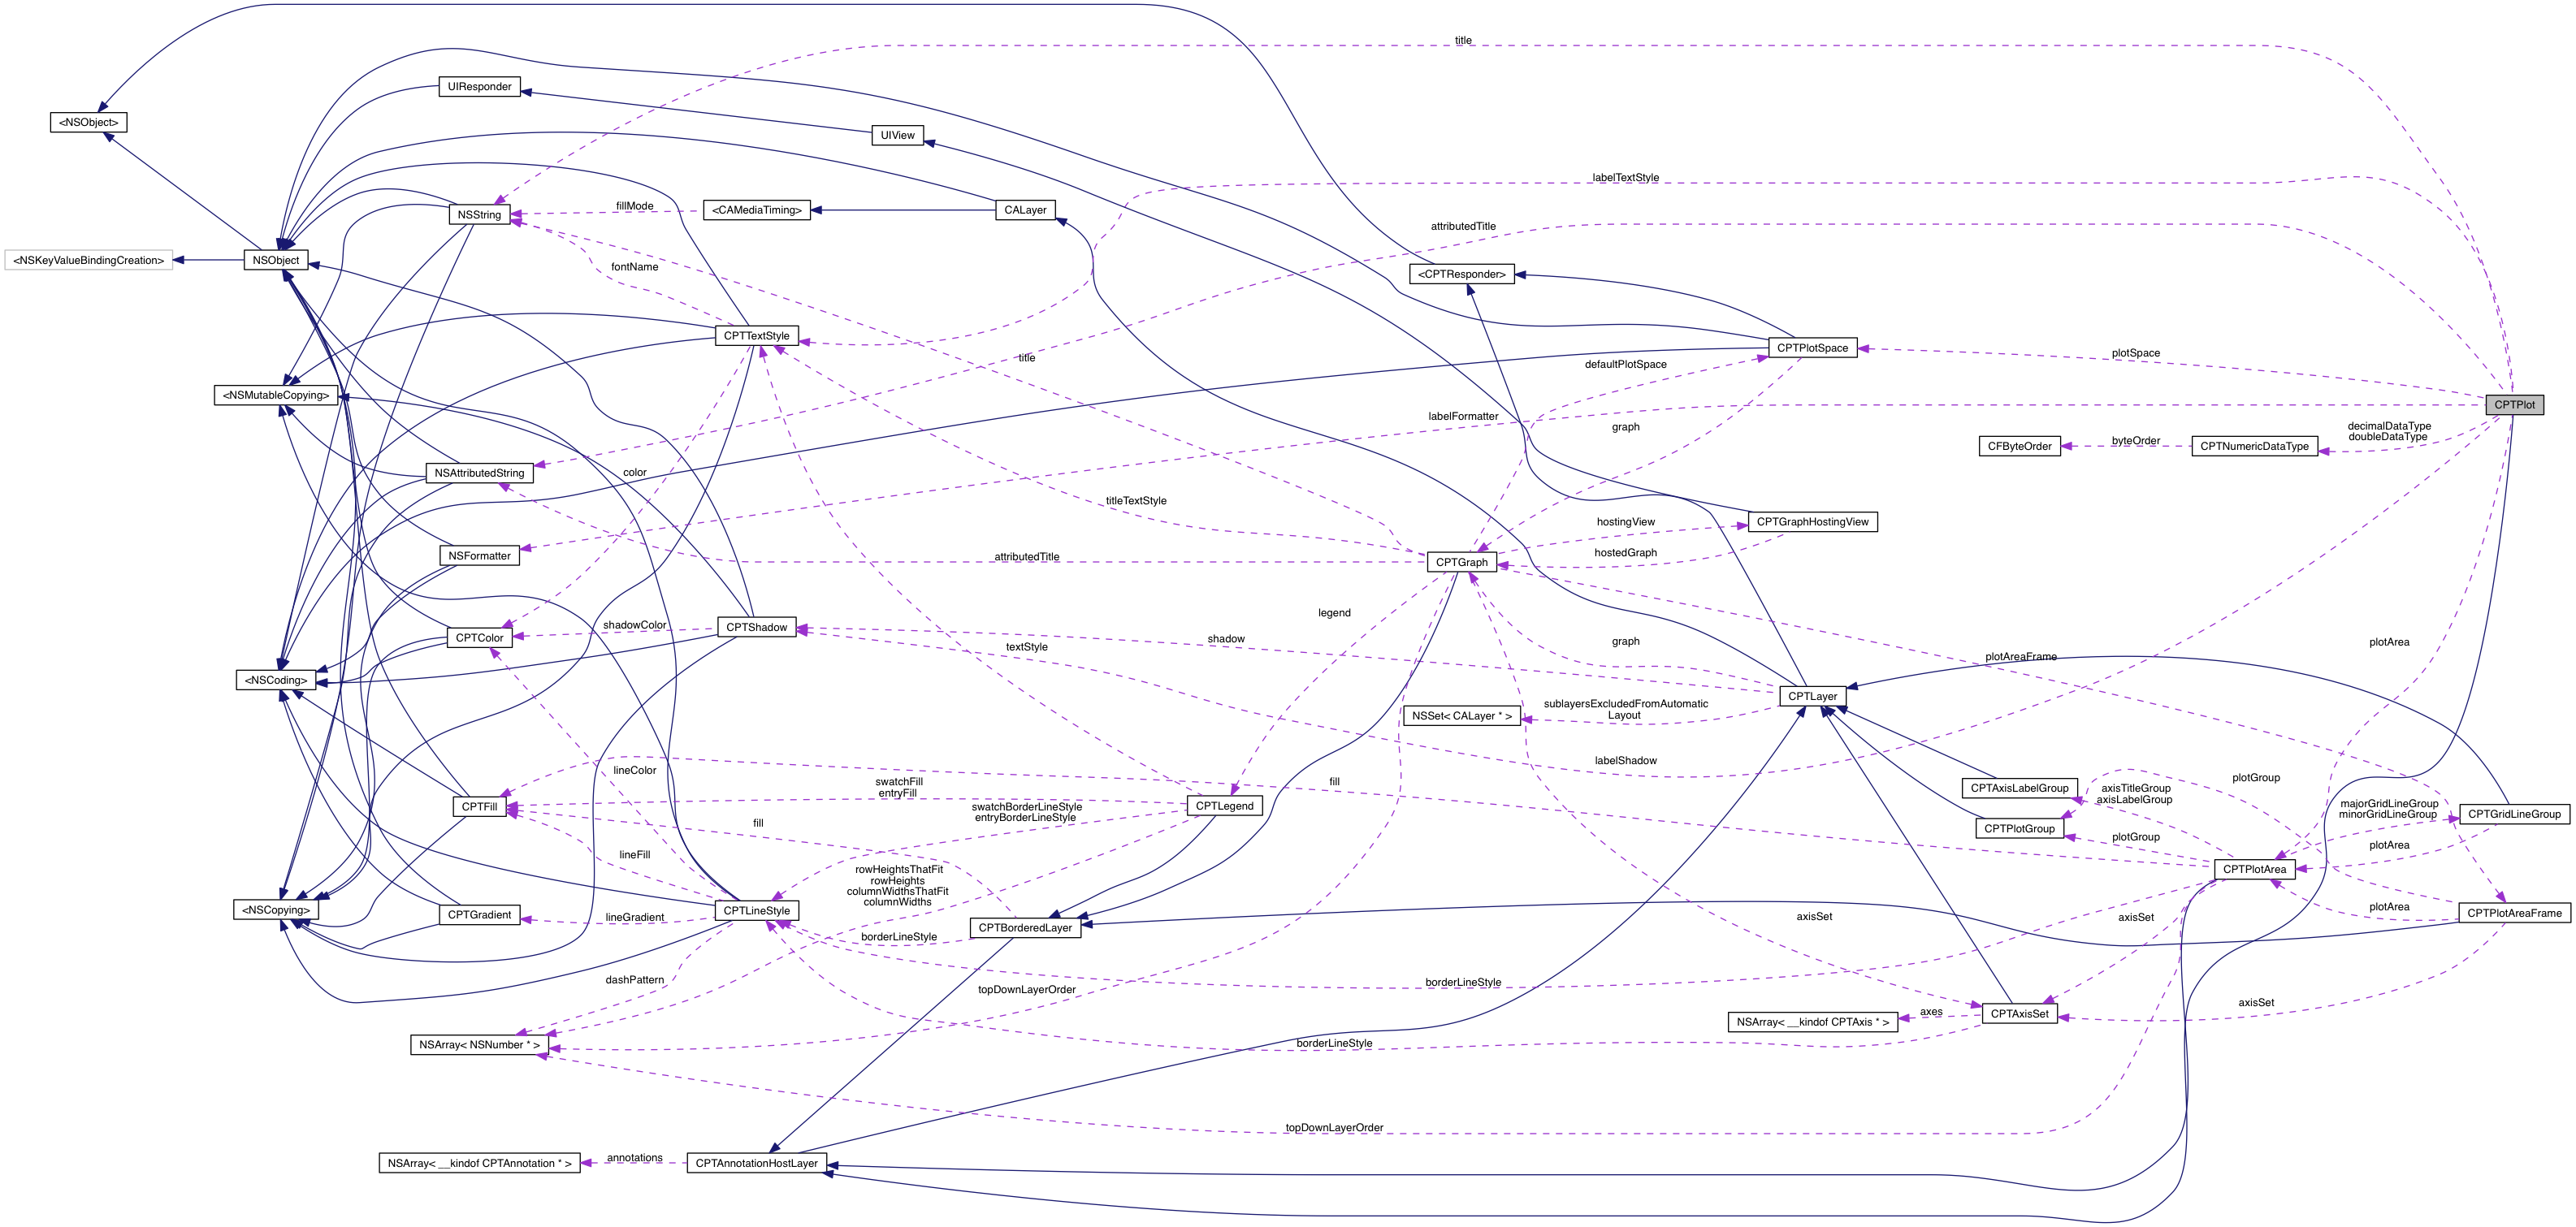 title
UIResponder
<NSObject>
UIView
labelTextStyle
fillMode
<CAMediaTiming>
CALayer
NSString
attributedTitle
<NSKeyValueBindingCreation>
NSObject
fontName
<CPTResponder>
CPTTextStyle
title
defaultPlotSpace
CPTPlotSpace
plotSpace
<NSMutableCopying>
CPTPlot
labelFormatter
graph
decimalDataType
doubleDataType
CFByteOrder
byteOrder
CPTNumericDataType
NSAttributedString
color
titleTextStyle
hostingView
CPTGraphHostingView
NSFormatter
attributedTitle
hostedGraph
CPTGraph
legend
CPTColor
shadowColor
CPTShadow
shadow
graph
plotArea
textStyle
plotAreaFrame
<NSCoding>
CPTLayer
NSSet< CALayer * >
sublayersExcludedFromAutomatic
Layout
labelShadow
lineColor
swatchFill
entryFill
fill
plotGroup
CPTAxisLabelGroup
axisTitleGroup
axisLabelGroup
CPTFill
CPTLegend
swatchBorderLineStyle
entryBorderLineStyle
majorGridLineGroup
minorGridLineGroup
CPTGridLineGroup
fill
CPTPlotGroup
plotGroup
plotArea
lineFill
rowHeightsThatFit
rowHeights
columnWidthsThatFit
columnWidths
CPTPlotArea
<NSCopying>
CPTGradient
lineGradient
CPTLineStyle
axisSet
axisSet
plotArea
CPTPlotAreaFrame
borderLineStyle
CPTBorderedLayer
dashPattern
topDownLayerOrder
borderLineStyle
axisSet
NSArray< __kindof CPTAxis * >
axes
CPTAxisSet
NSArray< NSNumber * >
borderLineStyle
topDownLayerOrder
NSArray< __kindof CPTAnnotation * >
annotations
CPTAnnotationHostLayer